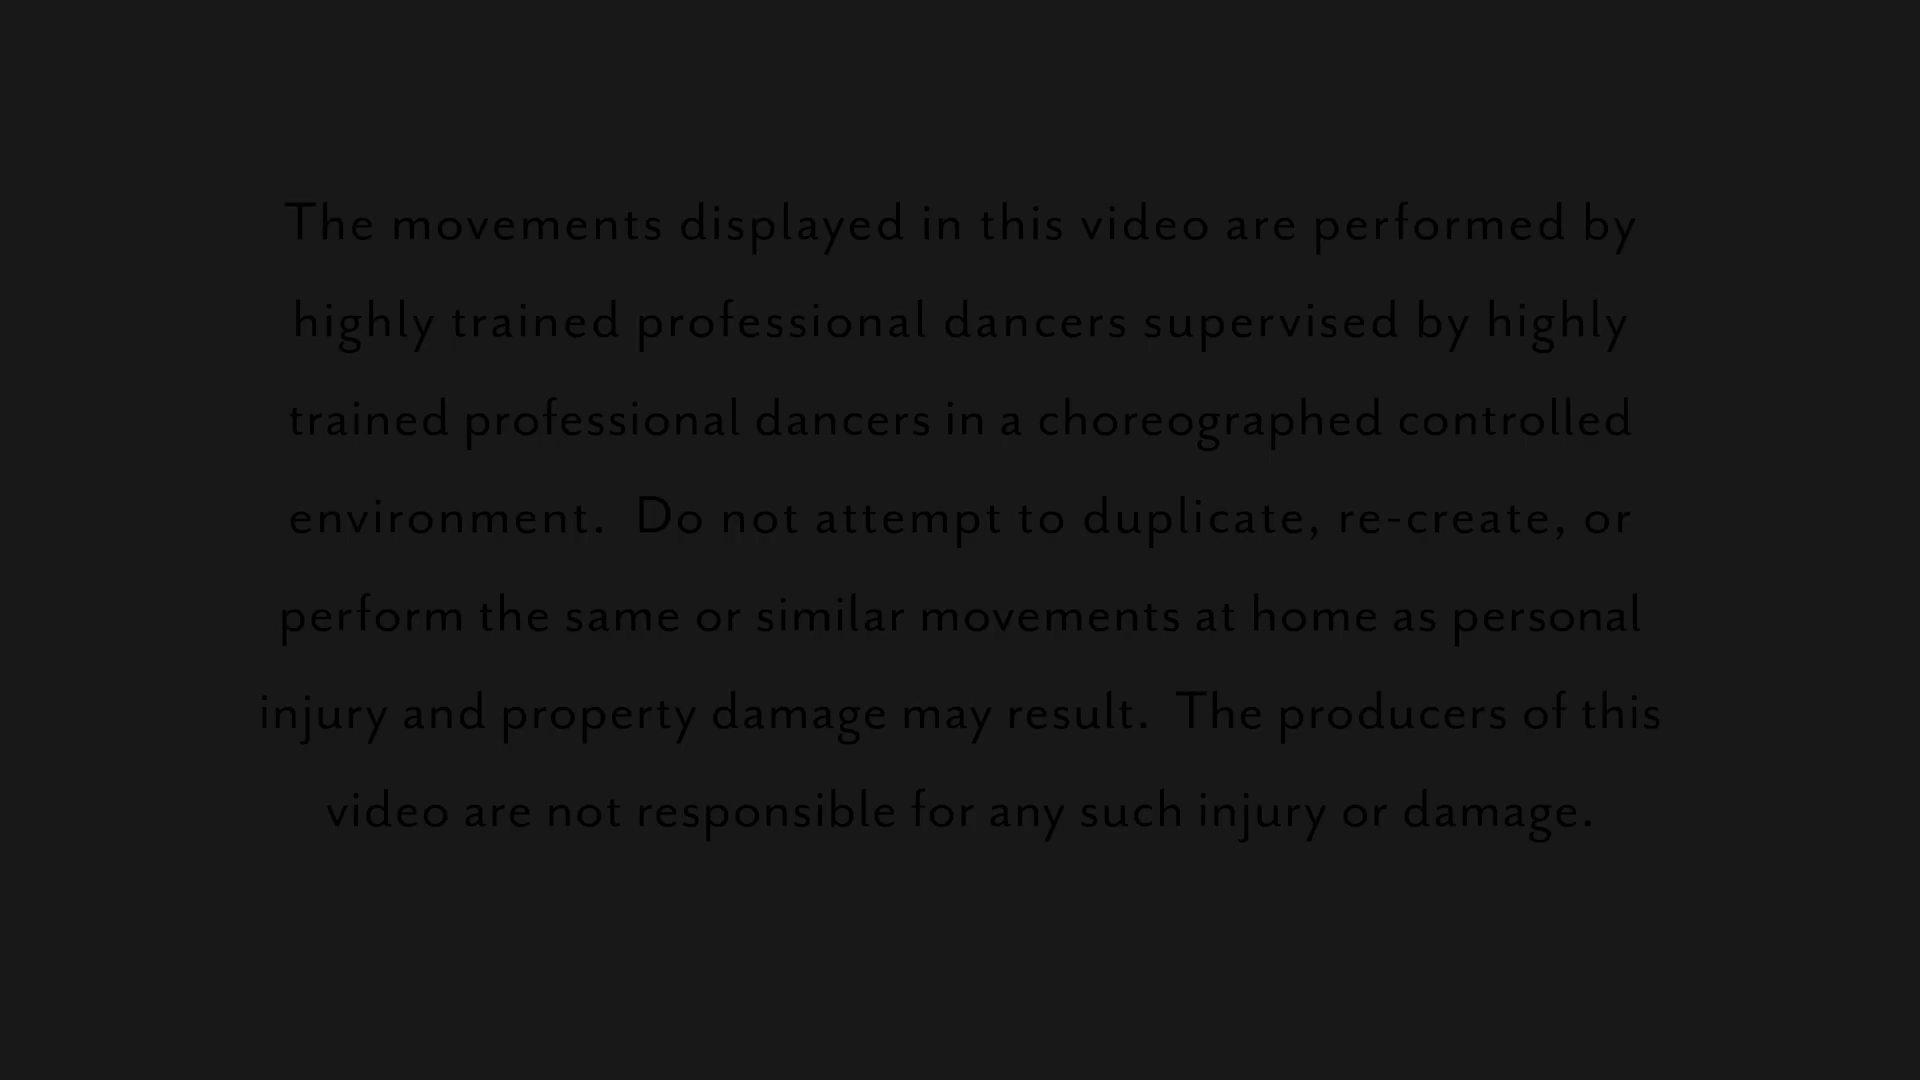 The movements displayed in this video are performed by
highly trained professional dancers supervised by highly
trained professional dancers in a choreographed controlled
environment.  Do not attempt to duplicate, re-create, or
perform the same or similar movements at home as personal
injury and property damage may result.  The producers of this
video are not responsible for any such injury or damage.